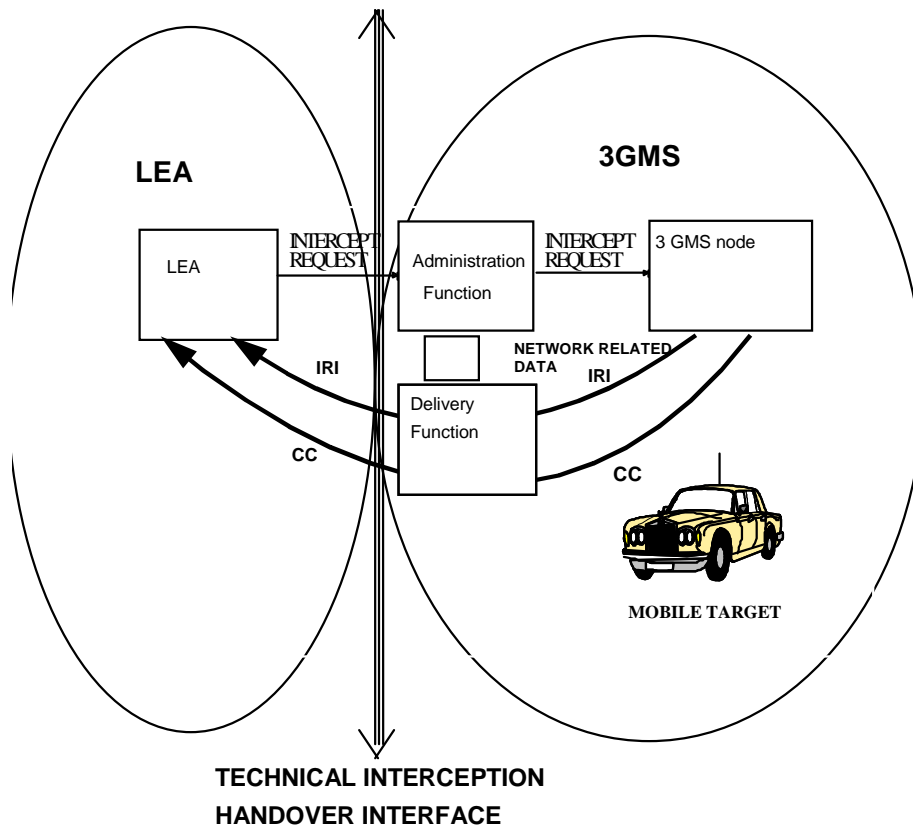 LEA
3GMS
LEA
INTERCEPT
REQUEST
Administration
Function
INTERCEPT
REQUEST
3 GMS node
NETWORK RELATED
DATA
IRI
IRI
Delivery
Function
CC
CC
MOBILE TARGET
TECHNICAL INTERCEPTION
HANDOVER INTERFACE